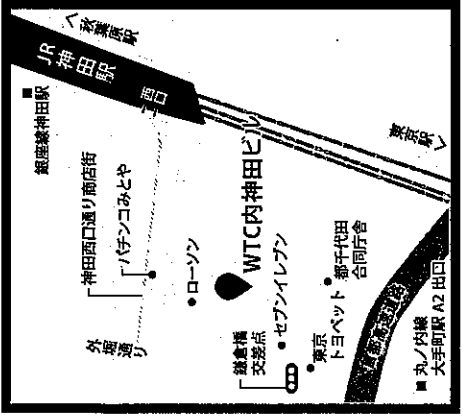 秋葉原駅
JR
神田駅
西口
銀座線神田駅
東京駅
神田西口通り商店街
パチンコみとや
外堀
通り
ローソン
WTC内神田ビル
セブンイレブン
鎌倉橋
交差点
都千代田
合同庁舎
東京
トヨペット
首都高速道路
丸ノ内線
大手町駅 A2 出口